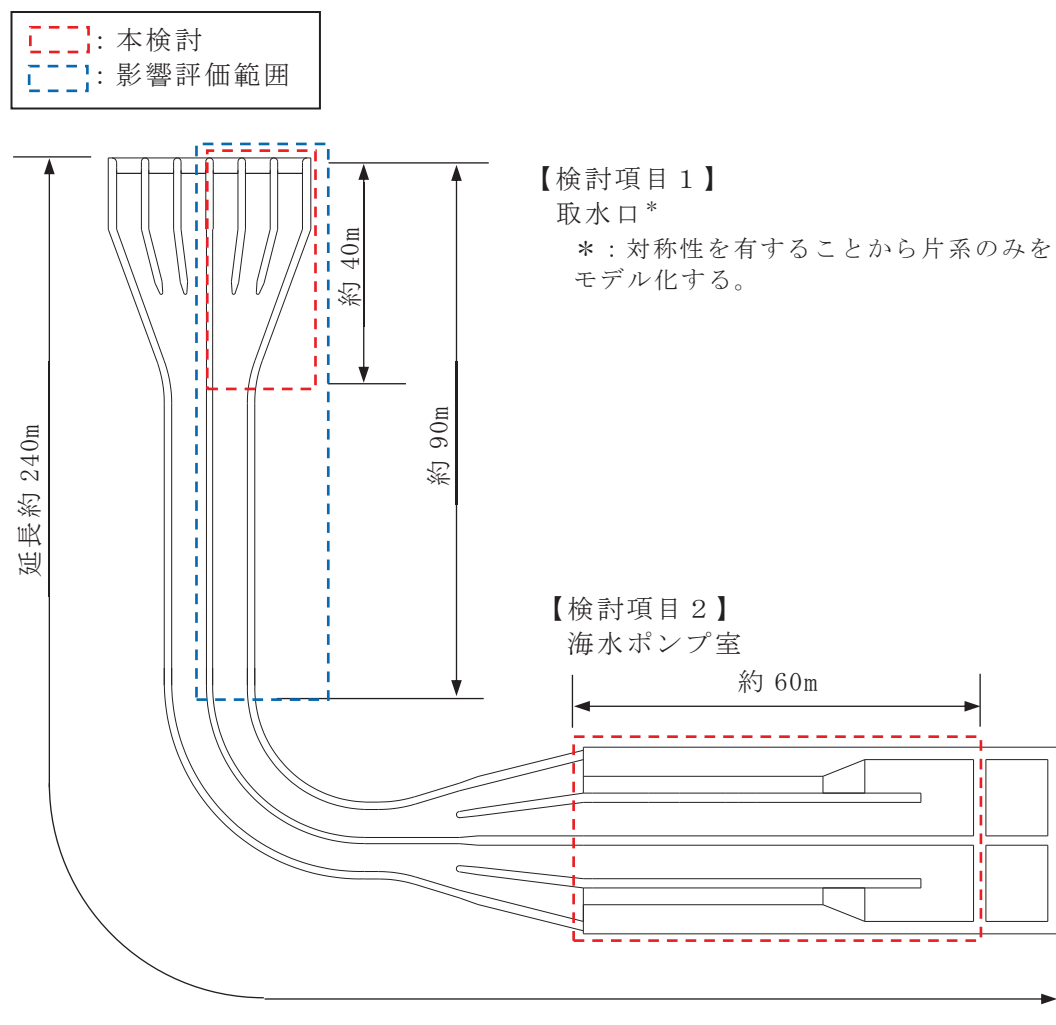 : 本検討
: 影響評価範囲
【検討項目１】
取水口*
＊：対称性を有することから片系のみを
モデル化する。
約 40m
約 90m
延長約 240m
【検討項目２】
海水ポンプ室
約 60m